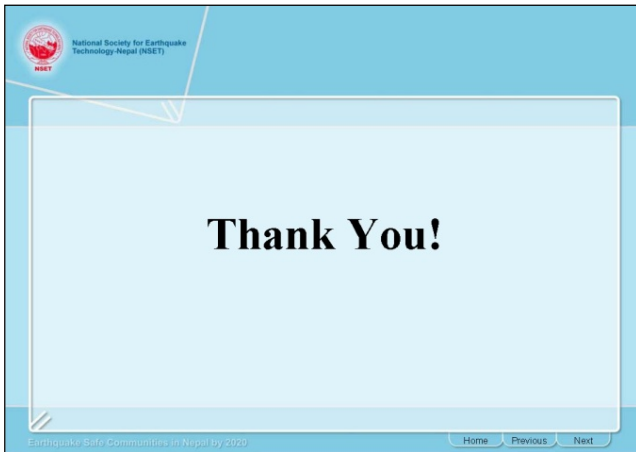 National Society for Earthquake
Technology-Nepal (NSET)
NSET
Thank You!
Earthquake Safe Communities in Nepal by 2020
Home Previous Next